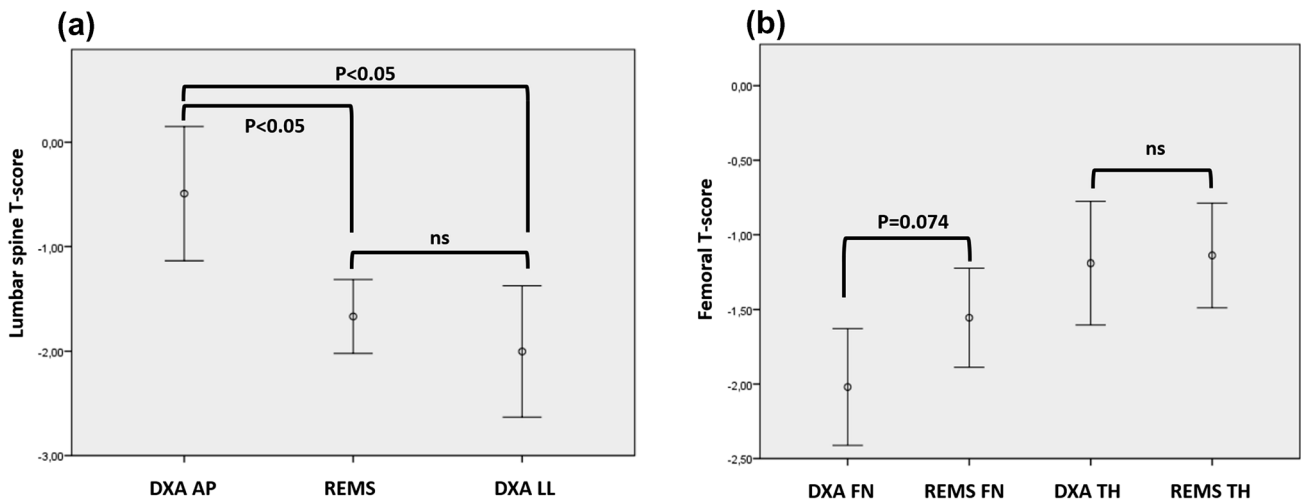 (a)
P<0.05
P<0.05
ns
0,00
-1,00
-2,00
-3,00
Lumbar spine T-score
DXA AP REMS DXA LL
(b)
ns
P=0.074
0,00
-0,50
-1,00
-1,50
-2,00
-2,50
Femoral T-score
DXA FN REMS FN DXA TH REMS TH